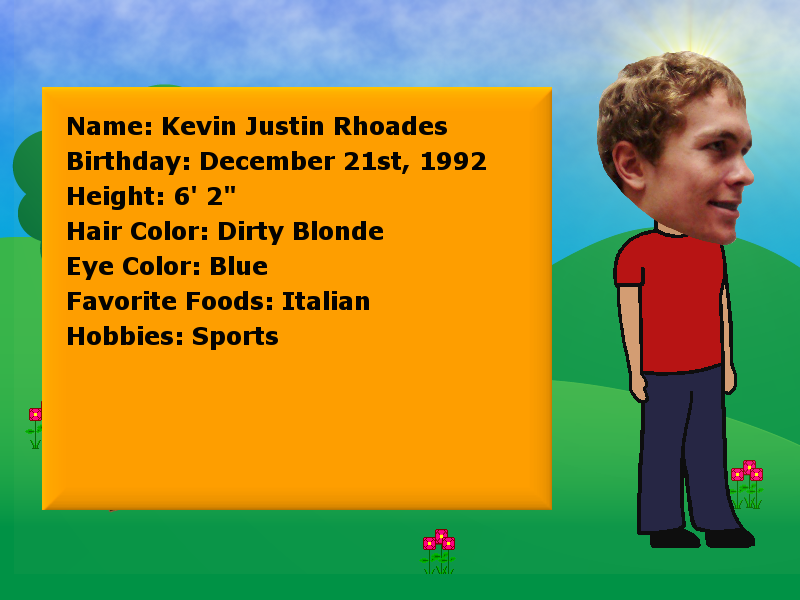 Name: Kevin Justin Rhoades
Birthday: December 21st, 1992
Height: 6' 2"
Hair Color: Dirty Blonde
Eye Color: Blue
Favorite Foods: Italian
Hobbies: Sports